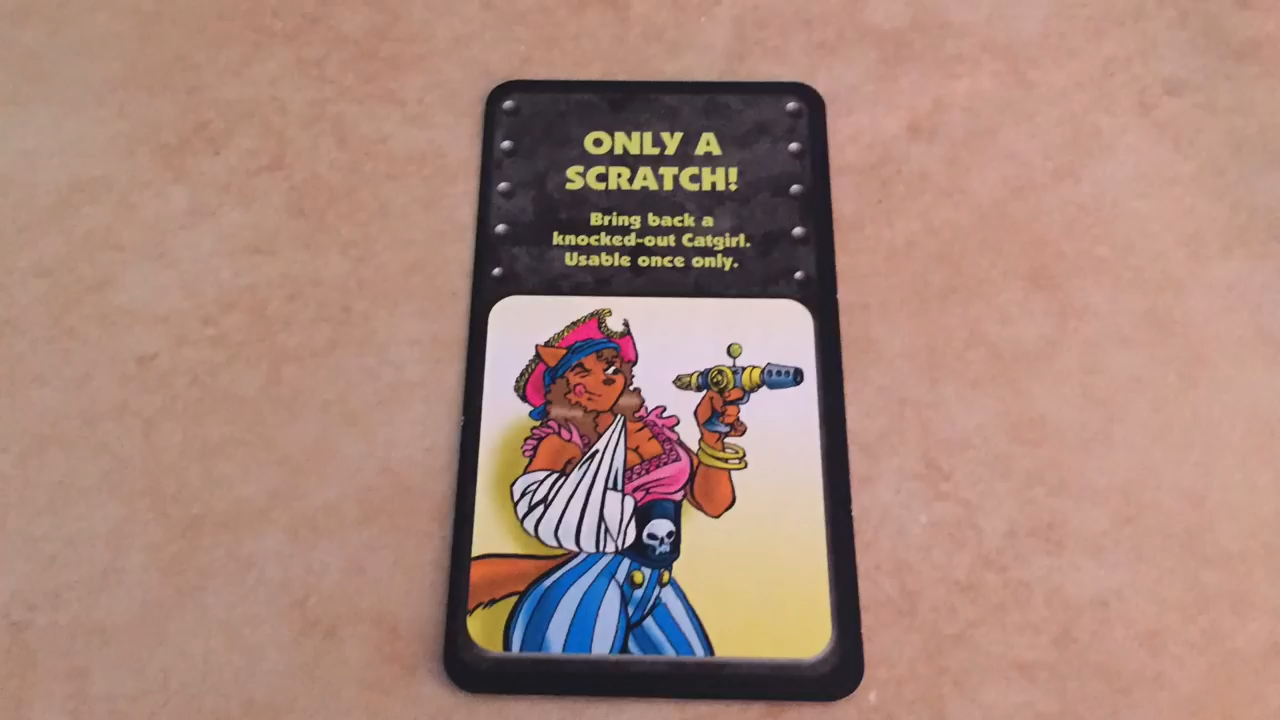 ONLY A
SCRATCH!
Bring back a
knocked-out Catgirl.
Usable once only.